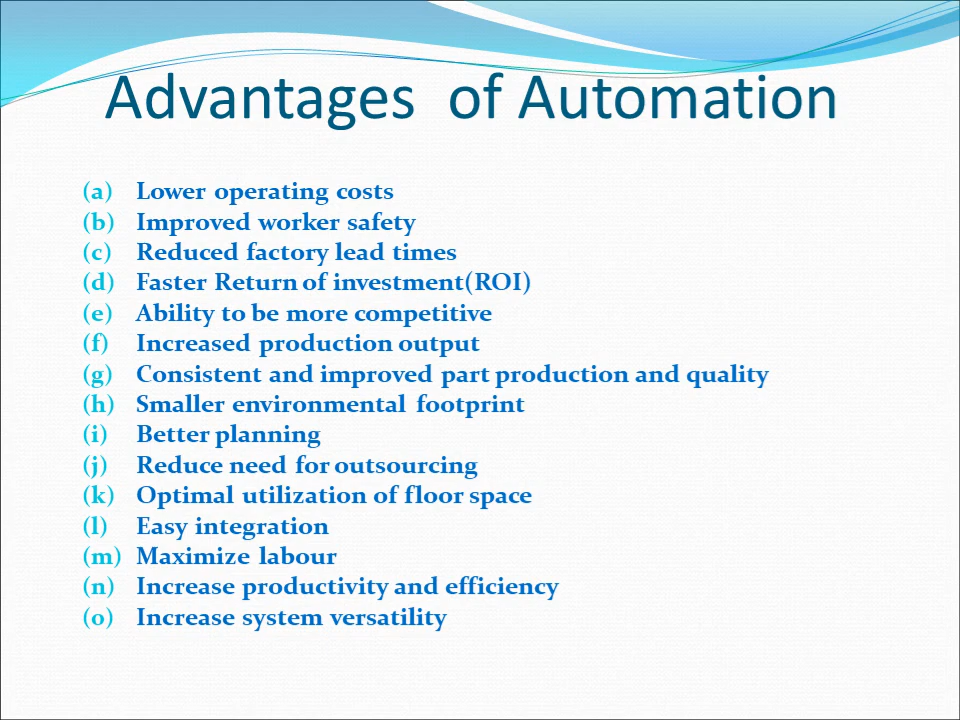 Advantages of Automation
(a) Lower operating costs
(b) Improved worker safety
(c) Reduced factory lead times
(d) Faster Return of investment(ROI)
(e) Ability to be more competitive
(f) Increased production output
(g) Consistent and improved part production and quality
(h) Smaller environmental footprint
(i) Better planning
(j) Reduce need for outsourcing
(k) Optimal utilization of floor space
(l) Easy integration
(m) Maximize labour
(n) Increase productivity and efficiency
(o) Increase system versatility